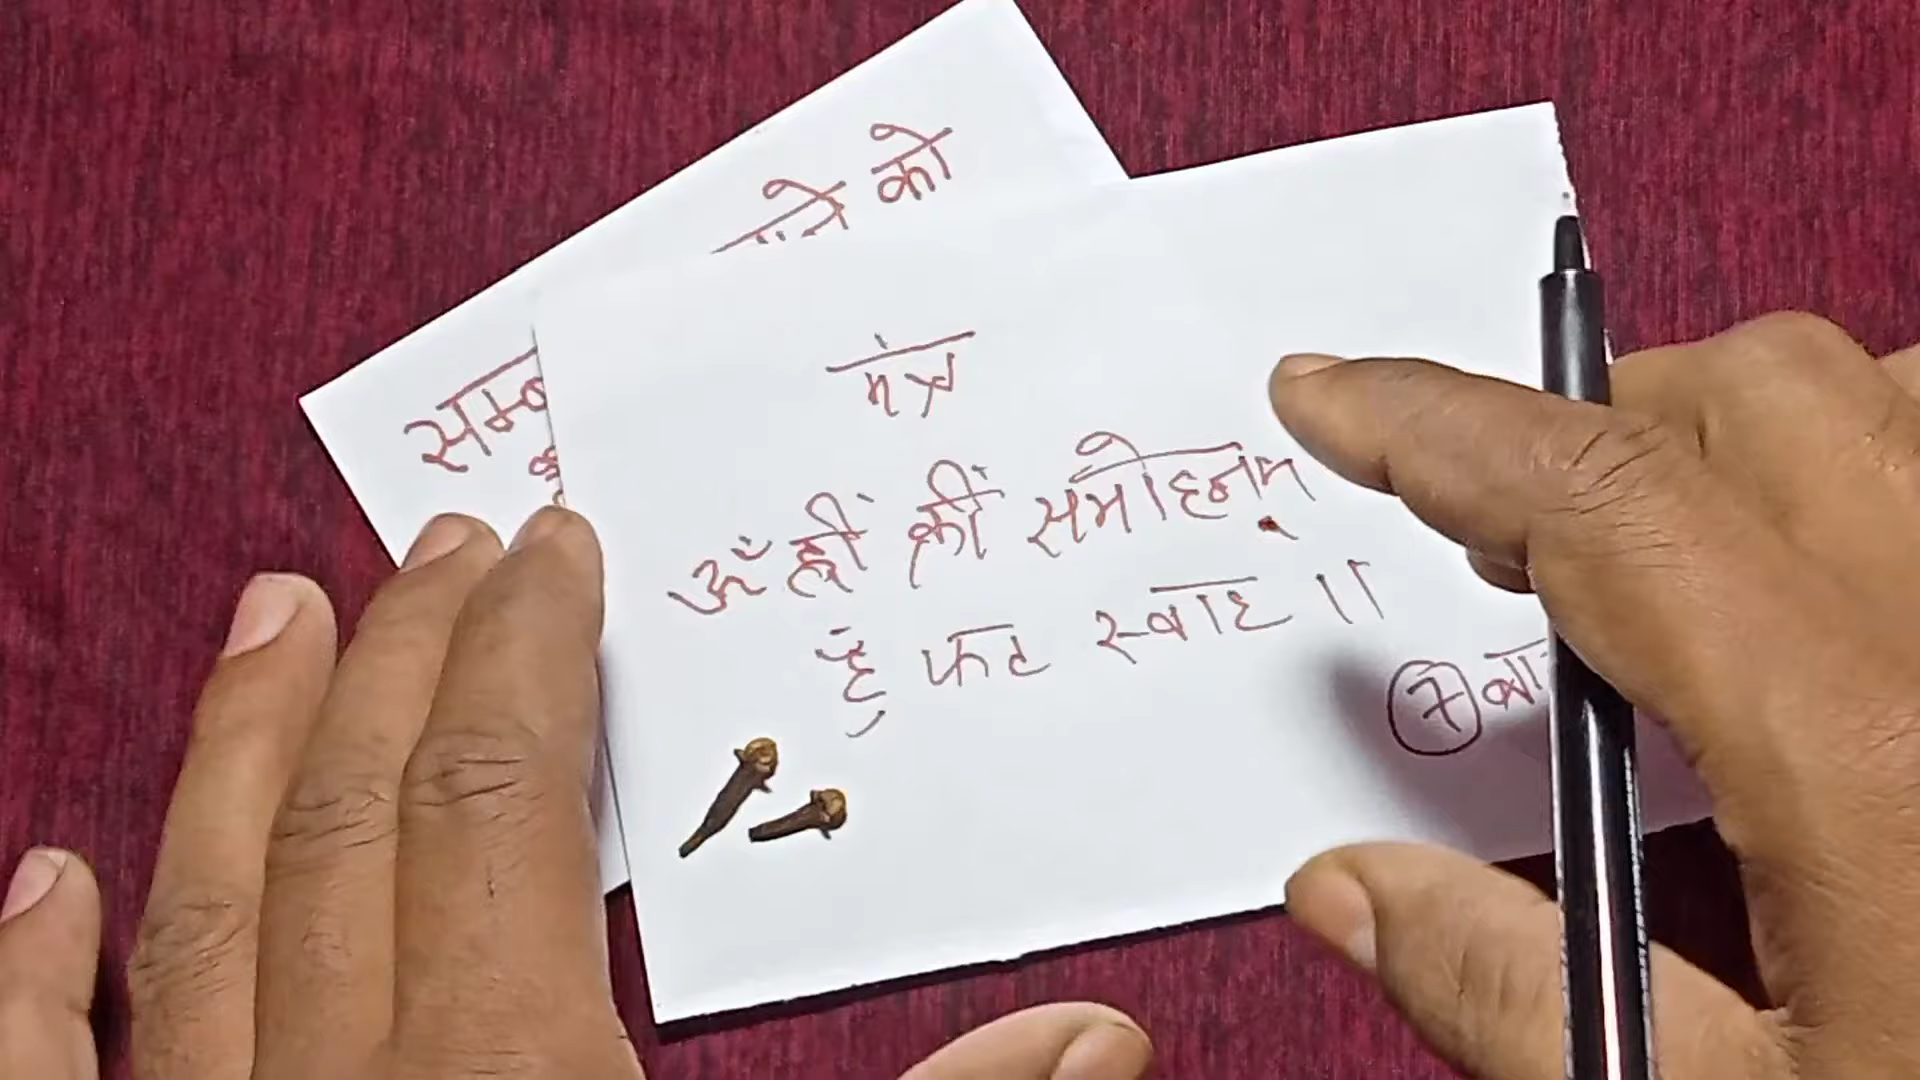 को
मंत्र
ॐ ह्रीं क्रीं समोहनम्
हुँ फट स्वाह ॥
7